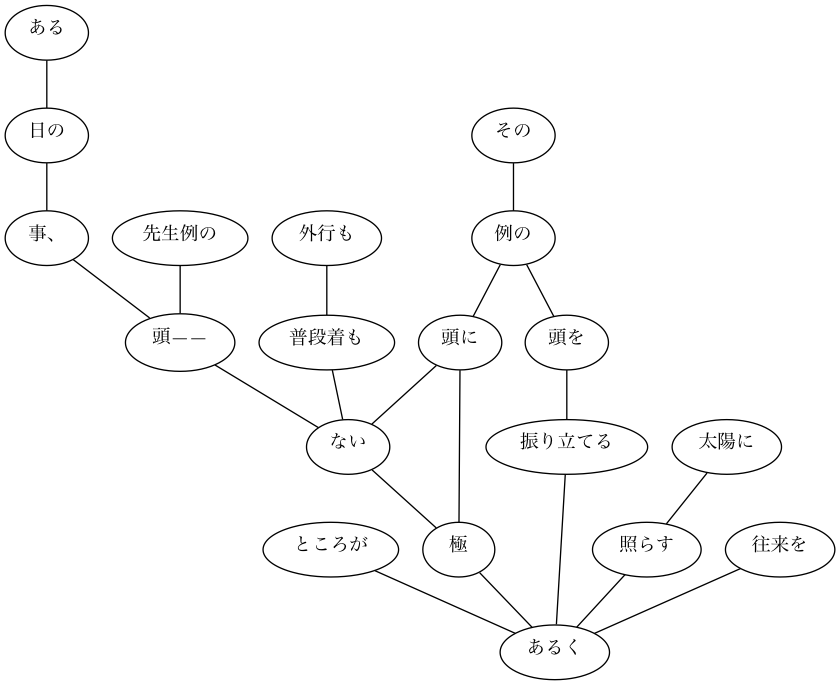 ある
日の
その
事、
先生例の
外行も
例の
頭——
普段着も
頭に
頭を
ない
振り立てる
太陽に
ところが
極
照らす
往来を
あるく